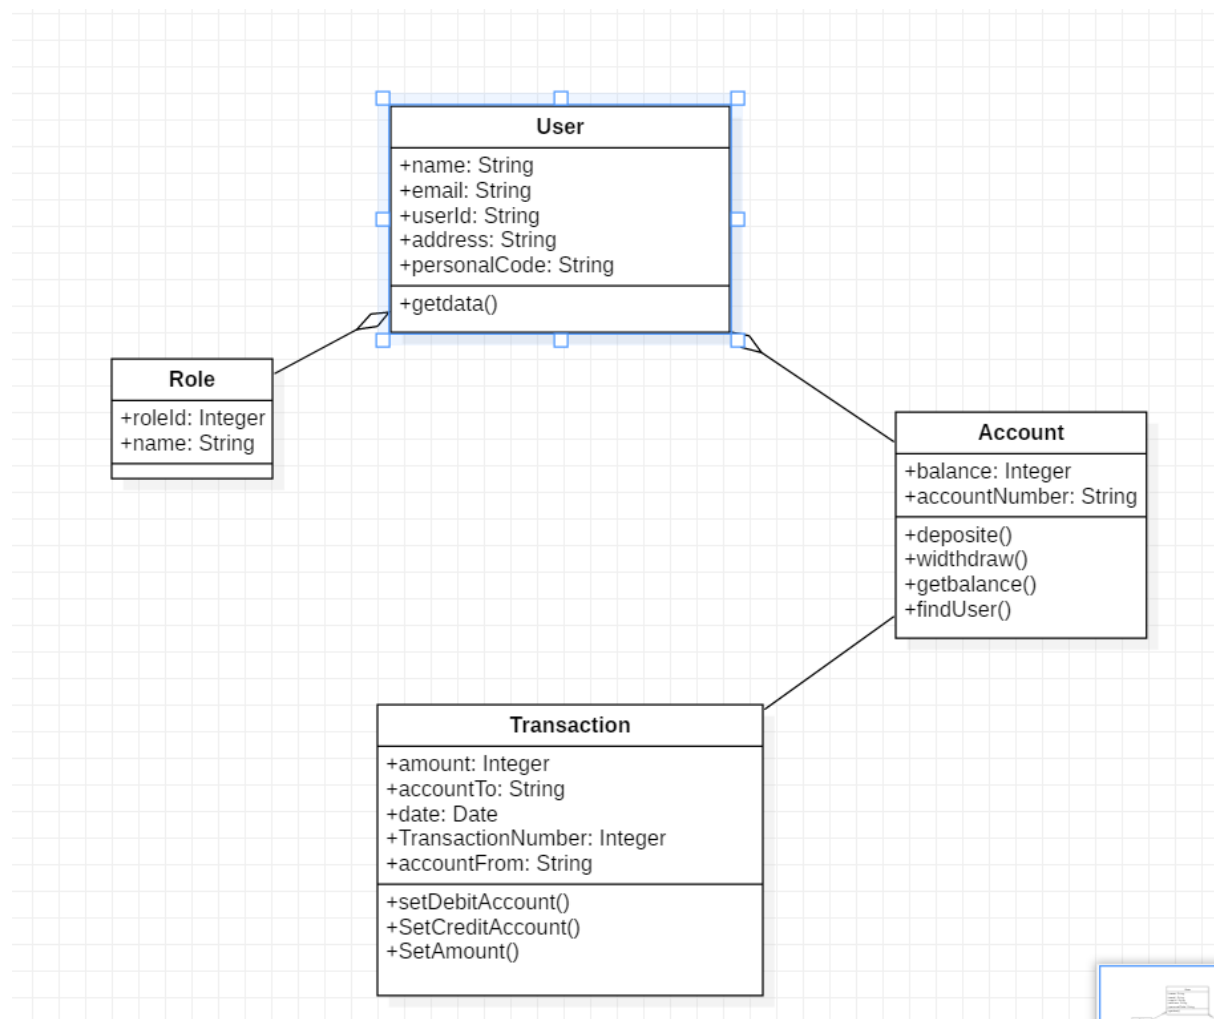 User
+name: String
+email: String
+userId: String
+address: String
+personalCode: String
+getdata()
Role
+roleId: Integer
+name: String
Account
+balance: Integer
+accountNumber: String
+deposite()
+widthdraw()
+getbalance()
+findUser()
Transaction
+amount: Integer
+accountTo: String
+date: Date
+TransactionNumber: Integer
+accountFrom: String
+setDebitAccount()
+SetCreditAccount()
+SetAmount()